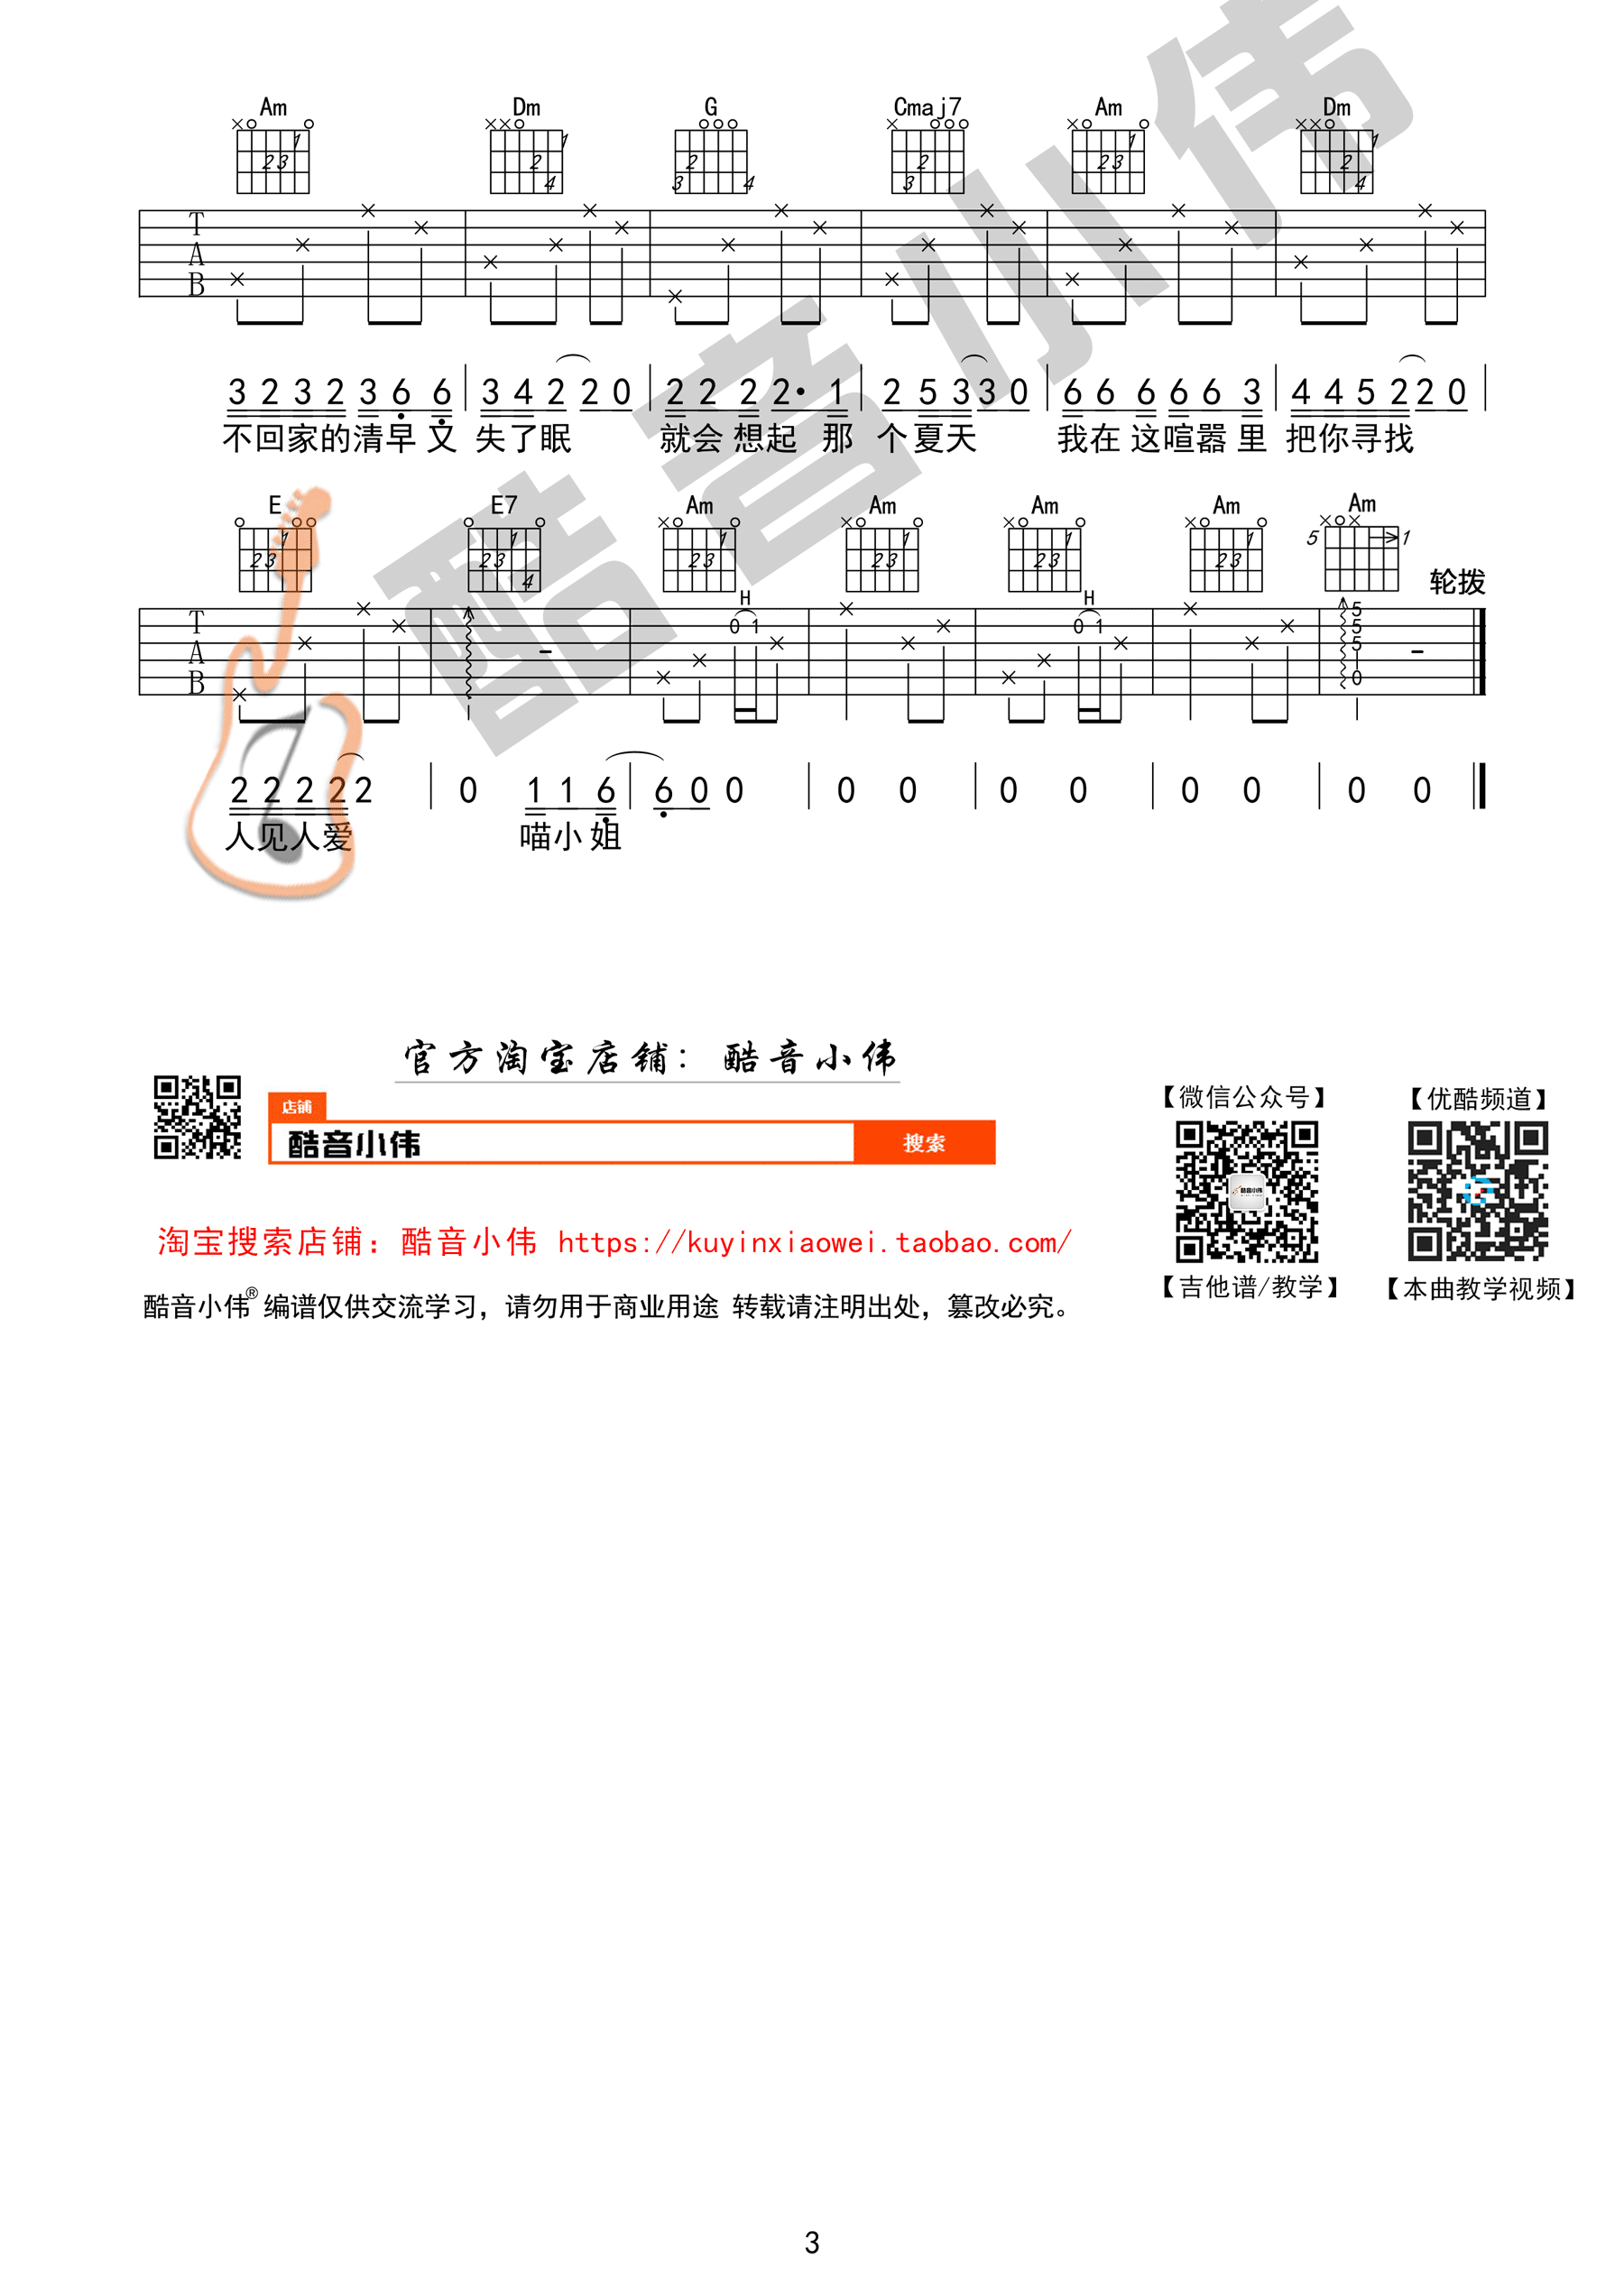 Am Dm G Cmaj7 Am Dm
T
A
B
3 2 3 2 3 6 6 | 3 4 2 2 0 | 2 2 2 2· 1 | 2 5 3 3 0 | 6 6 6 6 6 3 | 4 4 5 2 2 0 |
不回家的清早又 失了眠 就会想起 那 个夏天 我在这喧嚣里 把你寻找
E E7 Am Am Am Am Am
5 1
轮拨
H H
T
A
B
0 1 0 1 5 5 5 0
2 2 2 2 2 | 0 1 1 6 | 6 0 0 | 0 0 | 0 0 | 0 0 | 0 0
人见人爱 喵小姐
酷音小伟
官方淘宝店铺：酷音小伟
店铺
酷音小伟 搜索
淘宝搜索店铺：酷音小伟 https://kuyinxiaowei.taobao.com/
酷音小伟® 编谱仅供交流学习，请勿用于商业用途 转载请注明出处，篡改必究。
【微信公众号】
酷音小伟
【吉他谱/教学】
【优酷频道】
【本曲教学视频】
3